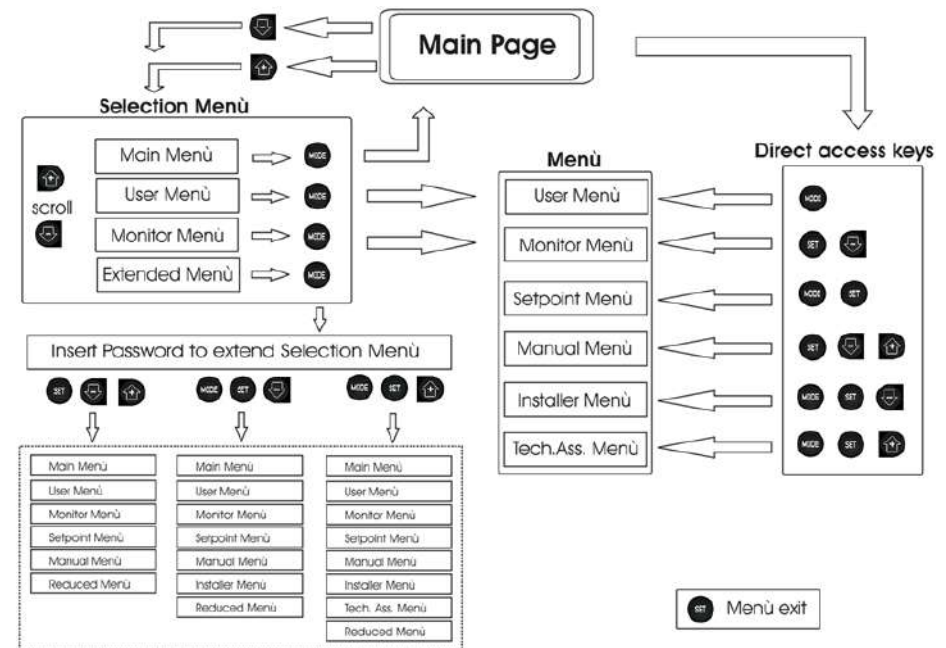 Main Page
Selection Menù
Main Menù
MODE
User Menù
MODE
scroll
Monitor Menù
MODE
Extended Menù
MODE
Insert Password to extend Selection Menù
SET - +
MODE SET -
MODE SET +
Main Menù
User Menù
Monitor Menù
Setpoint Menù
Manual Menù
Reduced Menù
Main Menù
User Menù
Monitor Menù
Setpoint Menù
Manual Menù
Installer Menù
Reduced Menù
Main Menù
User Menù
Monitor Menù
Setpoint Menù
Manual Menù
Installer Menù
Tech. Ass. Menù
Reduced Menù
Menù
User Menù
Monitor Menù
Setpoint Menù
Manual Menù
Installer Menù
Tech.Ass. Menù
Direct access keys
MODE
SET -
MODE SET
SET - +
MODE SET -
MODE SET +
SET Menù exit